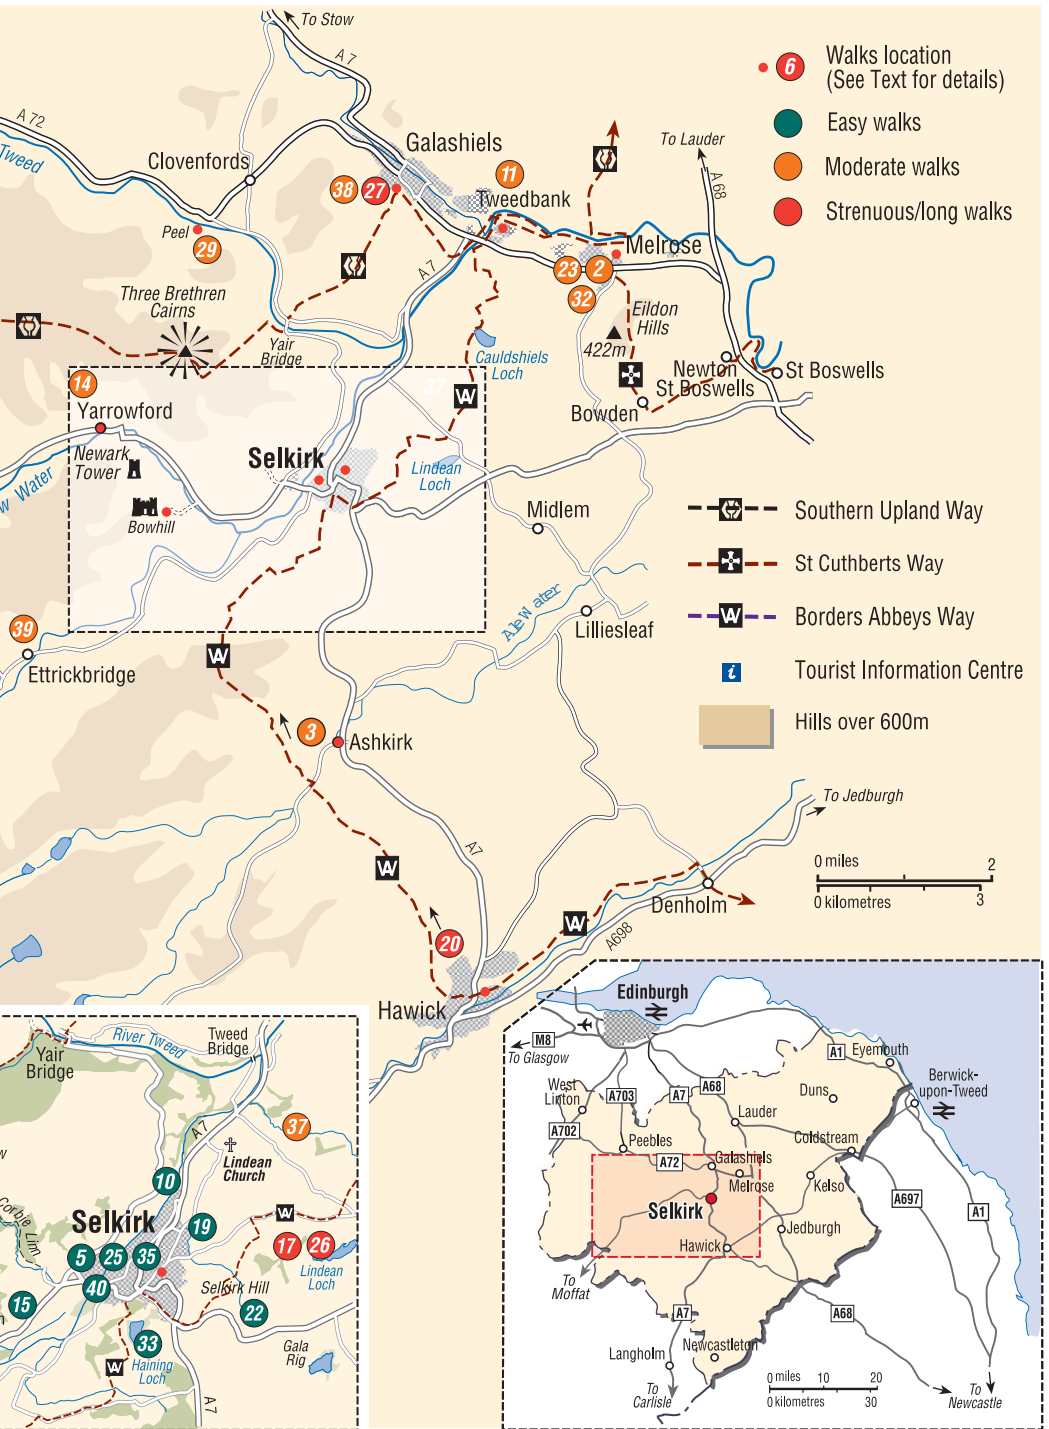 To Stow
A 7
A 72
Tweed
Clovenfords
Galashiels
38
27
11
Tweedbank
To Lauder
A 68
6
Walks location
(See Text for details)
Easy walks
Moderate walks
Strenuous/long walks
Peel
29
A 7
Melrose
23
2
32
Three Brethren
Cairns
Yair
Bridge
Eildon
Hills
422m
Cauldshiels
Loch
Newton
St Boswells
St Boswells
Bowden
14
37
Yarrowford
Newark
Tower
w Water
Selkirk
Lindean
Loch
Bowhill
Midlem
Southern Upland Way
St Cuthberts Way
W
Borders Abbeys Way
i
Tourist Information Centre
Hills over 600m
Ale Water
Lilliesleaf
39
Ettrickbridge
W
W
3
Ashkirk
To Jedburgh
A7
W
0 miles
2
0 kilometres
3
Denholm
W
A698
20
Hawick
Yair
Bridge
River Tweed
Tweed
Bridge
A7
37
Lindean
Church
w
Corbie Linn
10
Selkirk
19
W
5
25
35
17
26
Lindean
Loch
40
Selkirk Hill
15
22
33
Haining
Loch
Gala
Rig
W
A 7
Edinburgh
M8
To Glasgow
A1
Eyemouth
West
Linton
A703
A7
A68
Duns
Berwick-
upon-Tweed
Lauder
A702
Peebles
Coldstream
A72
Galashiels
Melrose
Kelso
A697
A1
Selkirk
Jedburgh
Hawick
To
Moffat
A7
A68
Langholm
Newcastleton
0 miles
10
20
0 kilometres
30
To
Carlisle
To
Newcastle